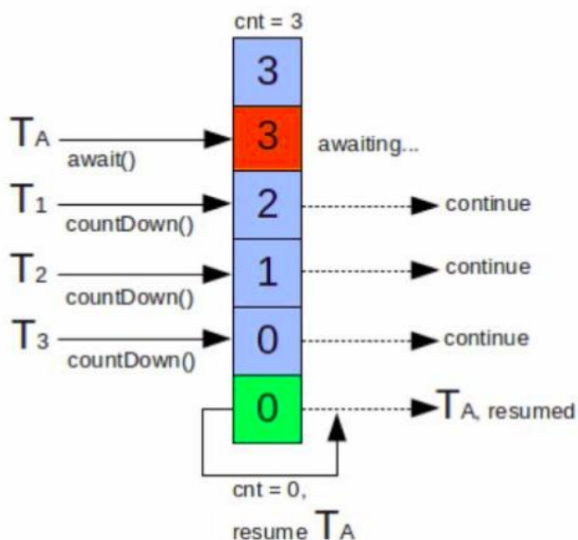 cnt = 3
3
TA
await()
3
awaiting...
T1
countDown()
2
continue
T2
countDown()
1
continue
T3
countDown()
0
continue
0
TA, resumed
cnt = 0,
resume TA